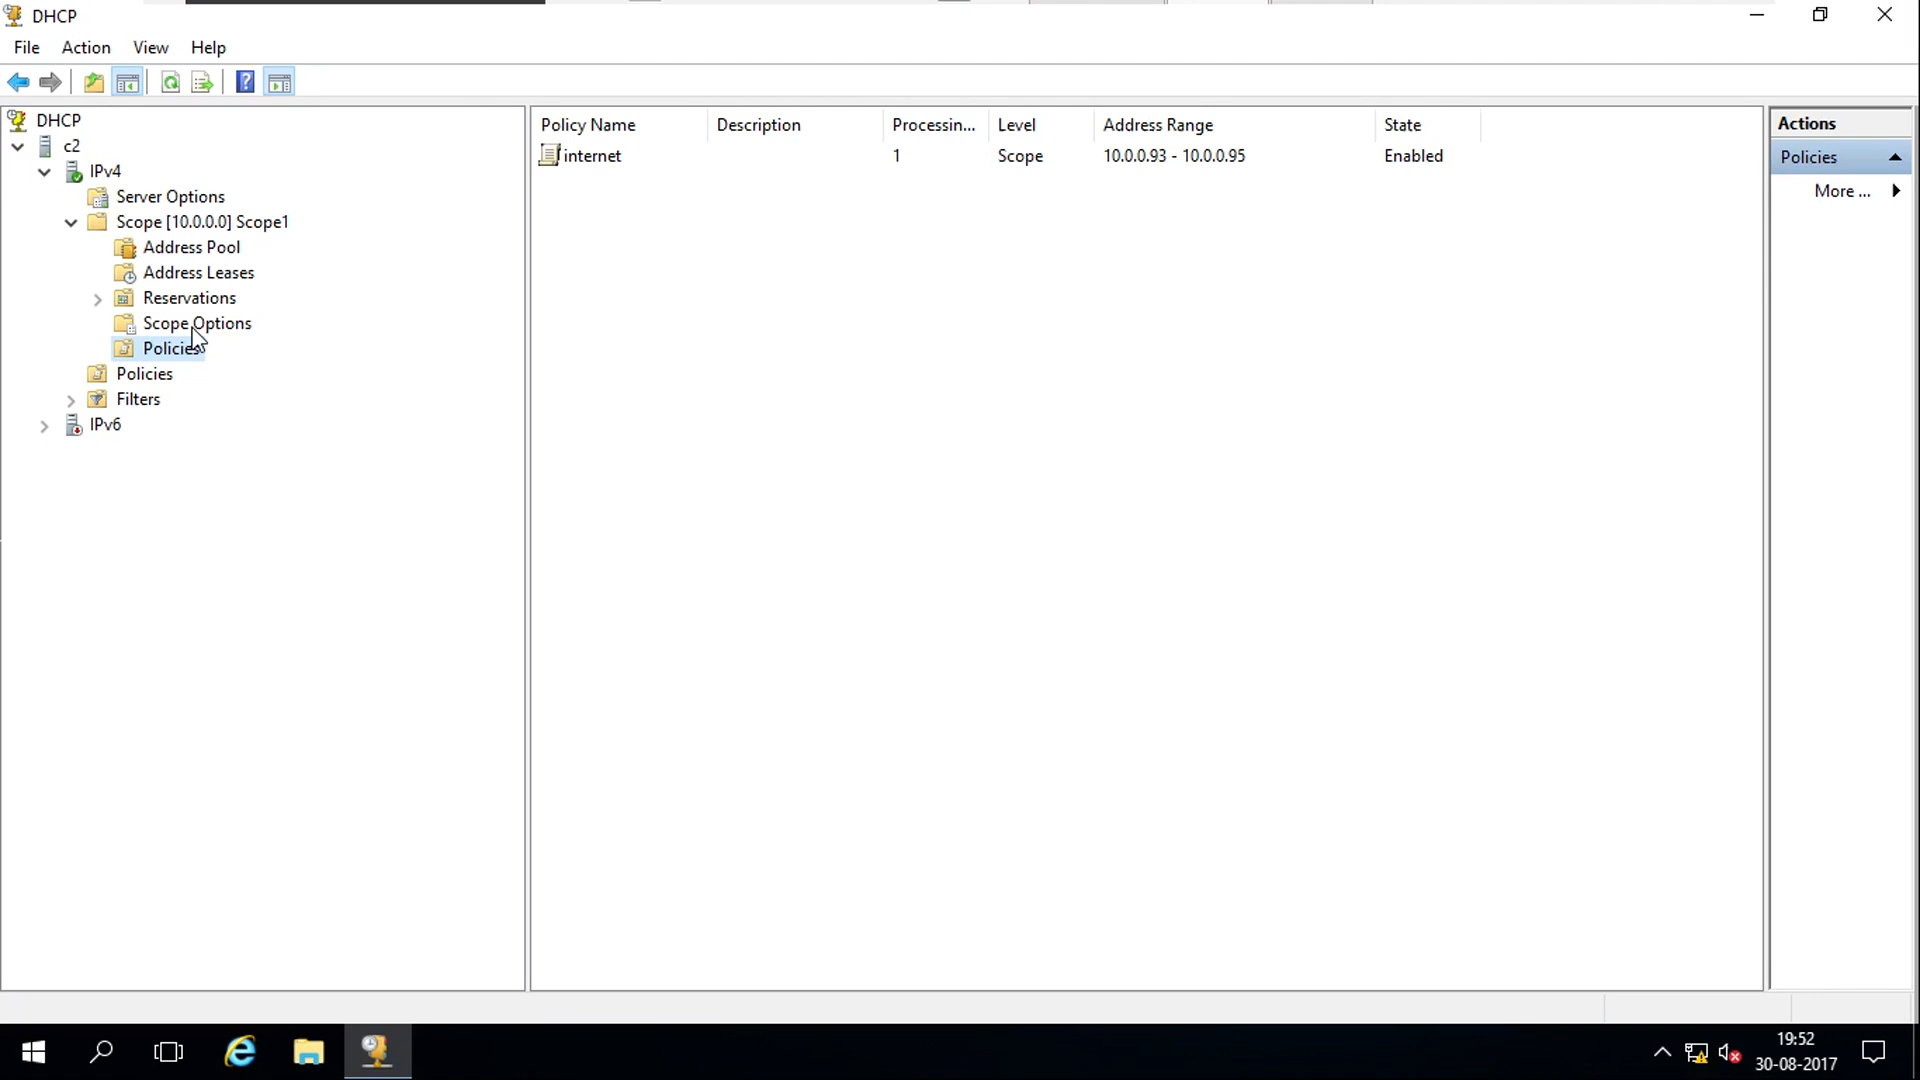 DHCP
File Action View Help
DHCP
c2
IPv4
Server Options
Scope [10.0.0.0] Scope1
Address Pool
Address Leases
Reservations
Scope Options
Policies
Policies
Filters
IPv6
Policy Name Description Processin... Level Address Range State
internet 1 Scope 10.0.0.93 - 10.0.0.95 Enabled
Actions
Policies
More ...
19:52
30-08-2017